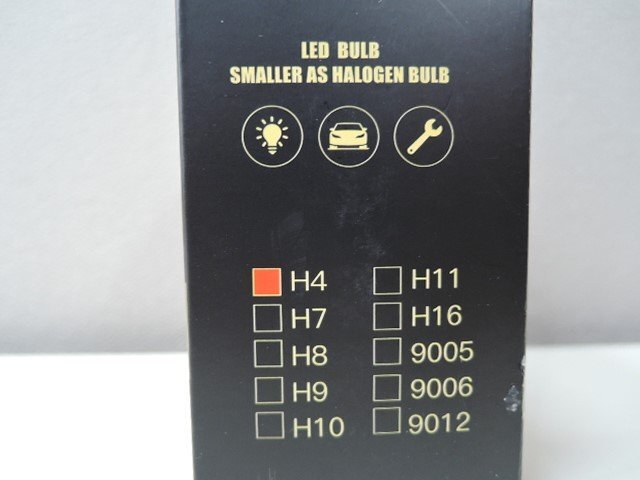 LED BULB
SMALLER AS HALOGEN BULB
H4 H11
H7 H16
H8 9005
H9 9006
H10 9012